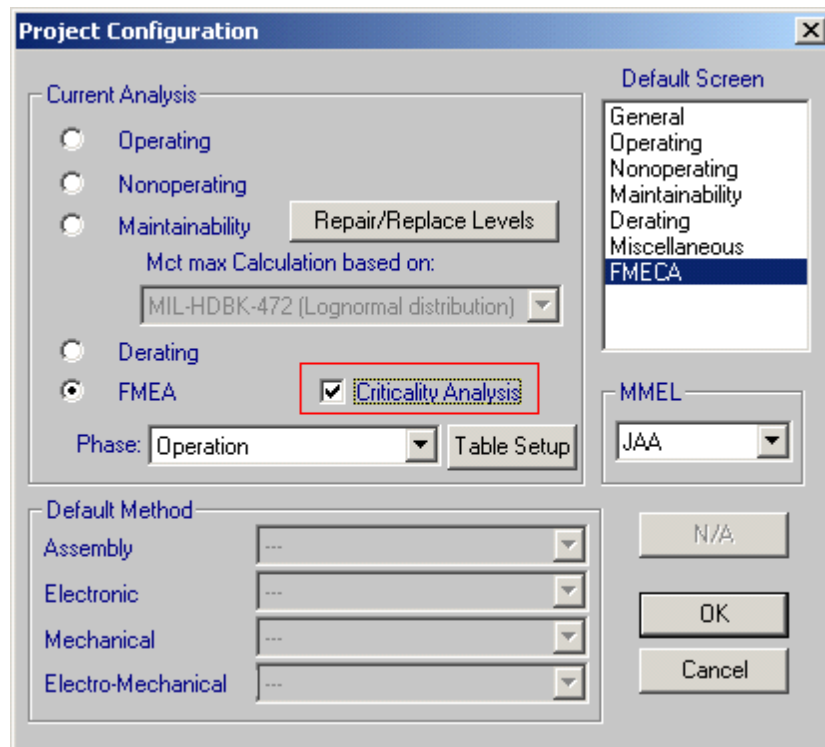 Project Configuration
Current Analysis
Operating
Nonoperating
Maintainability
Repair/Replace Levels
Mct max Calculation based on:
MIL-HDBK-472 (Lognormal distribution)
Derating
FMEA
Criticality Analysis
Phase: Operation
Table Setup
Default Screen
General
Operating
Nonoperating
Maintainability
Derating
Miscellaneous
FMECA
MMEL
JAA
Default Method
Assembly ---
Electronic ---
Mechanical ---
Electro-Mechanical ---
N/A
OK
Cancel